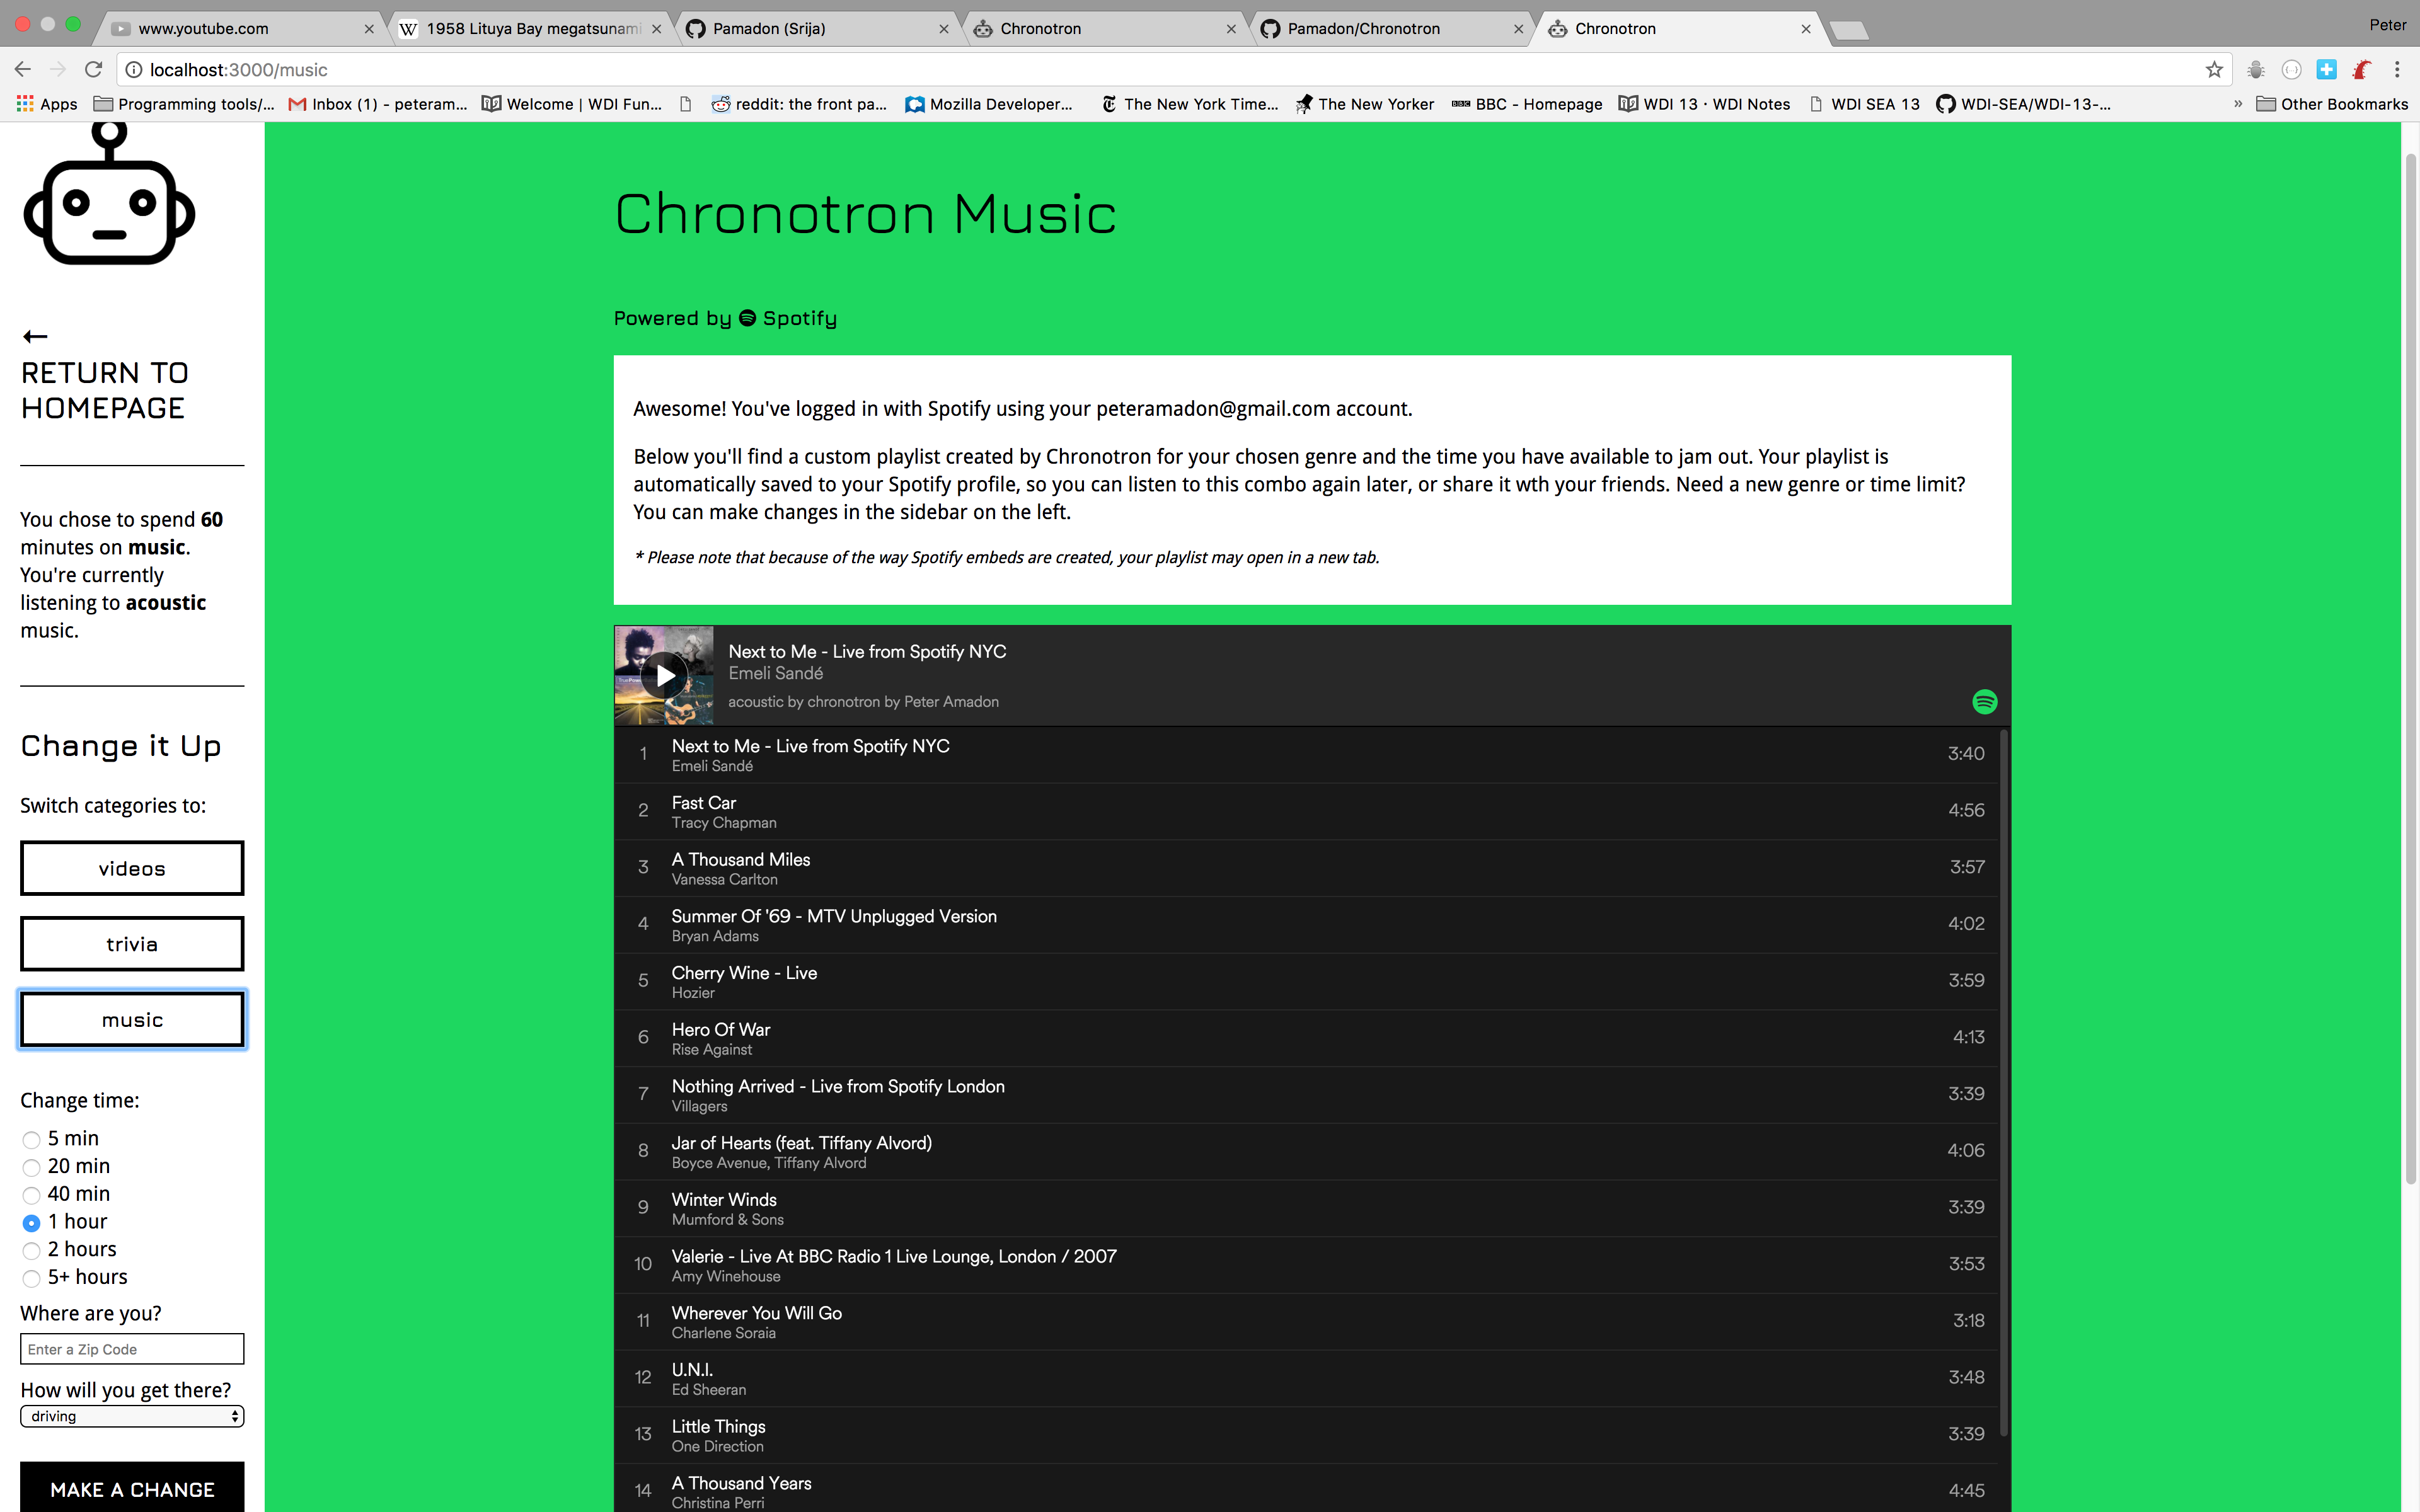 www.youtube.com
1958 Lituya Bay megatsunami
Pamadon (Srija)
Chronotron
Pamadon/Chronotron
Chronotron
Peter
localhost:3000/music
Apps
Programming tools/...
Inbox (1) - peteram...
Welcome | WDI Fun...
reddit: the front pa...
Mozilla Developer...
The New York Time...
The New Yorker
BBC - Homepage
WDI 13 · WDI Notes
WDI SEA 13
WDI-SEA/WDI-13-...
»
Other Bookmarks
RETURN TO
HOMEPAGE
You chose to spend 60
minutes on music.
You're currently
listening to acoustic
music.
Change it Up
Switch categories to:
videos
trivia
music
Change time:
5 min
20 min
40 min
1 hour
2 hours
5+ hours
Where are you?
Enter a Zip Code
How will you get there?
driving
MAKE A CHANGE
Chronotron Music
Powered by Spotify
Awesome! You've logged in with Spotify using your peteramadon@gmail.com account.
Below you'll find a custom playlist created by Chronotron for your chosen genre and the time you have available to jam out. Your playlist is
automatically saved to your Spotify profile, so you can listen to this combo again later, or share it wth your friends. Need a new genre or time limit?
You can make changes in the sidebar on the left.
* Please note that because of the way Spotify embeds are created, your playlist may open in a new tab.
Next to Me - Live from Spotify NYC
Emeli Sandé
acoustic by chronotron by Peter Amadon
1 Next to Me - Live from Spotify NYC 3:40
Emeli Sandé
2 Fast Car 4:56
Tracy Chapman
3 A Thousand Miles 3:57
Vanessa Carlton
4 Summer Of '69 - MTV Unplugged Version 4:02
Bryan Adams
5 Cherry Wine - Live 3:59
Hozier
6 Hero Of War 4:13
Rise Against
7 Nothing Arrived - Live from Spotify London 3:39
Villagers
8 Jar of Hearts (feat. Tiffany Alvord) 4:06
Boyce Avenue, Tiffany Alvord
9 Winter Winds 3:39
Mumford & Sons
10 Valerie - Live At BBC Radio 1 Live Lounge, London / 2007 3:53
Amy Winehouse
11 Wherever You Will Go 3:18
Charlene Soraia
12 U.N.I. 3:48
Ed Sheeran
13 Little Things 3:39
One Direction
14 A Thousand Years 4:45
Christina Perri